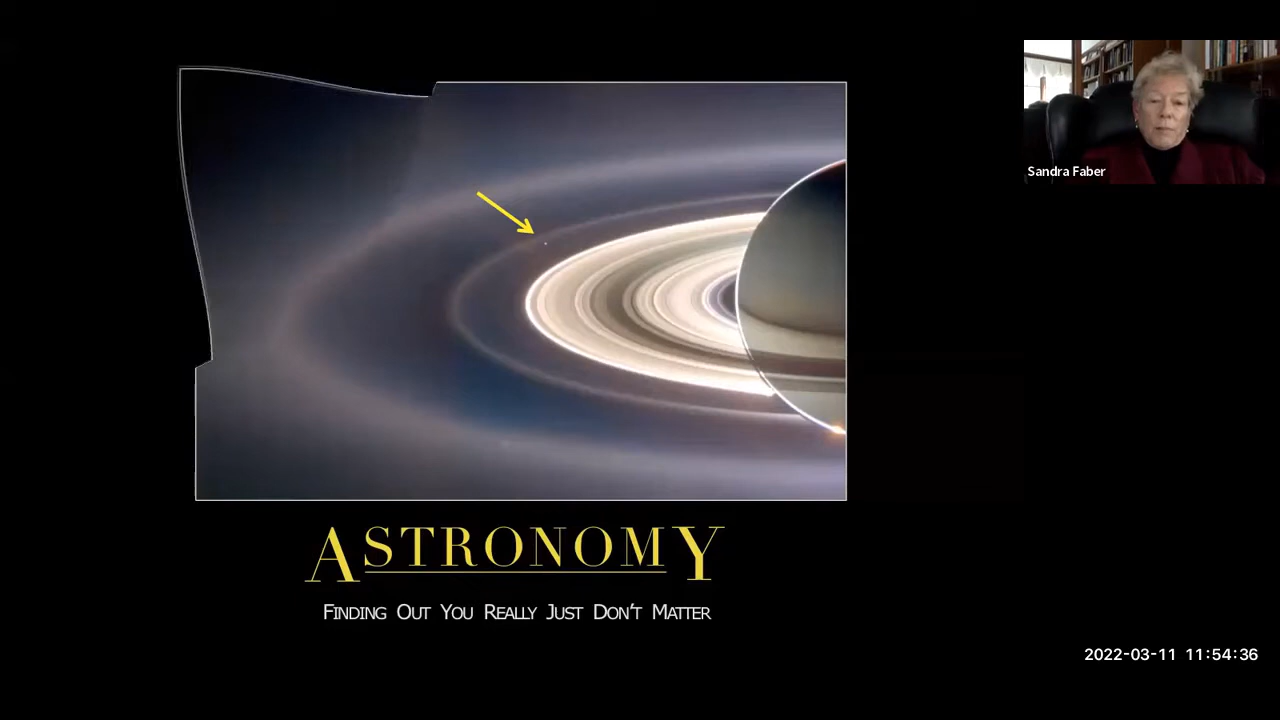 Sandra Faber
ASTRONOMY
FINDING OUT YOU REALLY JUST DON'T MATTER
2022-03-11 11:54:36